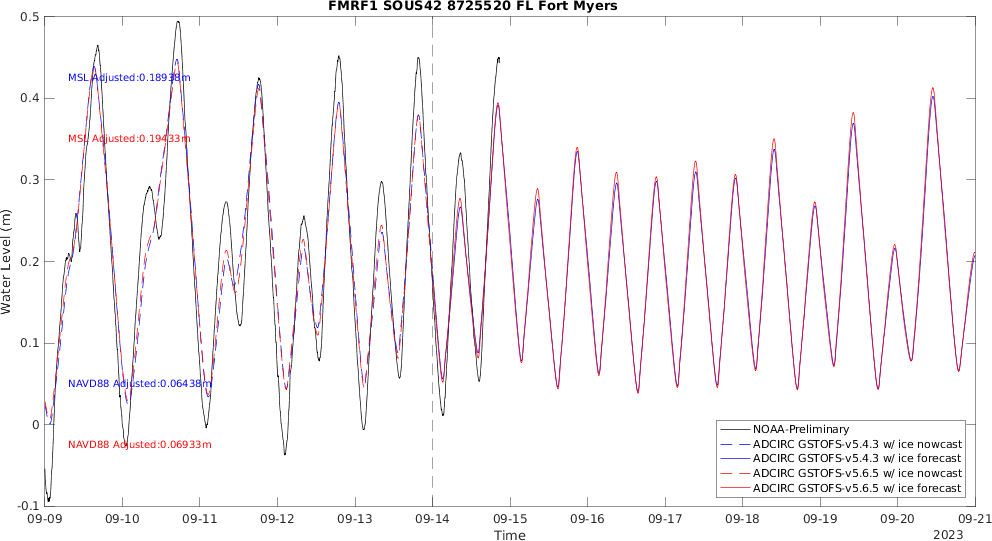 FMRF1 SOUS42 8725520 FL Fort Myers
0.5
0.4
0.3
0.2
0.1
0
-0.1
Water Level (m)
MSL Adjusted:0.18938m
MSL Adjusted:0.19433m
NAVD88 Adjusted:0.06438m
NAVD88 Adjusted:0.06933m
NOAA-Preliminary
ADCIRC GSTOFS-v5.4.3 w/ ice nowcast
ADCIRC GSTOFS-v5.4.3 w/ ice forecast
ADCIRC GSTOFS-v5.6.5 w/ ice nowcast
ADCIRC GSTOFS-v5.6.5 w/ ice forecast
09-09 09-10 09-11 09-12 09-13 09-14 09-15 09-16 09-17 09-18 09-19 09-20 09-21
Time
2023